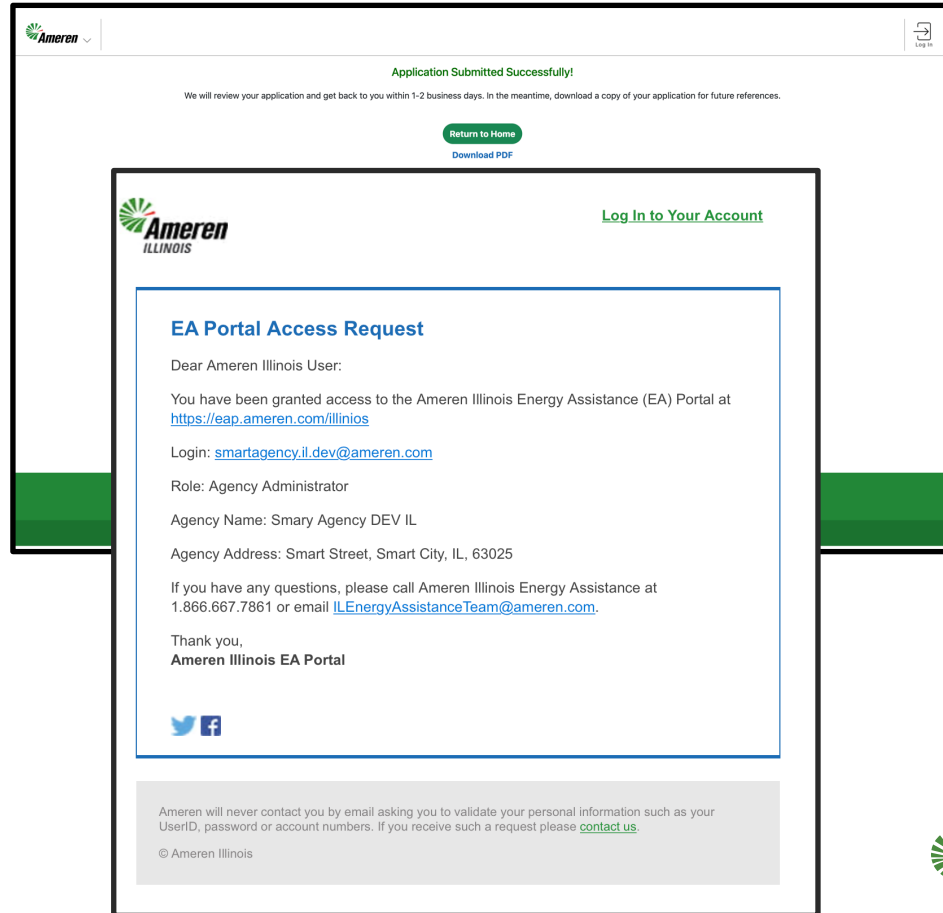 Ameren
Log In
Application Submitted Successfully!
We will review your application and get back to you within 1-2 business days. In the meantime, download a copy of your application for future references.
Return to Home
Download PDF
Ameren
ILLINOIS
Log In to Your Account
EA Portal Access Request
Dear Ameren Illinois User:
You have been granted access to the Ameren Illinois Energy Assistance (EA) Portal at
https://eap.ameren.com/illinios
Login: smartagency.il.dev@ameren.com
Role: Agency Administrator
Agency Name: Smary Agency DEV IL
Agency Address: Smart Street, Smart City, IL, 63025
If you have any questions, please call Ameren Illinois Energy Assistance at
1.866.667.7861 or email ILEnergyAssistanceTeam@ameren.com.
Thank you,
Ameren Illinois EA Portal
Ameren will never contact you by email asking you to validate your personal information such as your
UserID, password or account numbers. If you receive such a request please contact us.
© Ameren Illinois